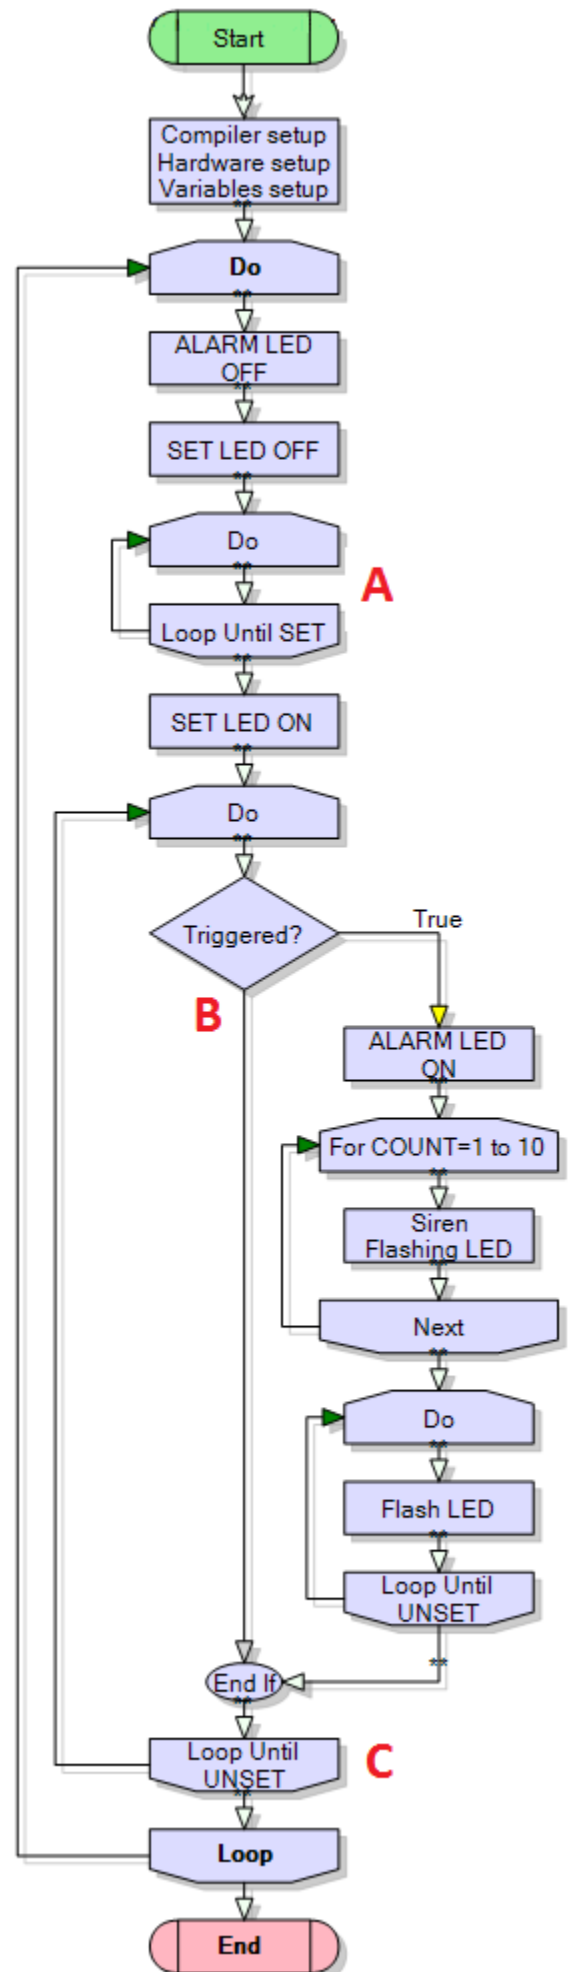 Start
Compiler setup
Hardware setup
Variables setup
**
Do
**
ALARM LED
OFF
**
SET LED OFF
**
Do
**
A
Loop Until SET
**
SET LED ON
**
Do
**
Triggered?
True
B
ALARM LED
ON
**
For COUNT=1 to 10
**
Siren
Flashing LED
**
Next
**
Do
**
Flash LED
**
Loop Until
UNSET
**
End If
**
Loop Until
UNSET
**
C
Loop
End